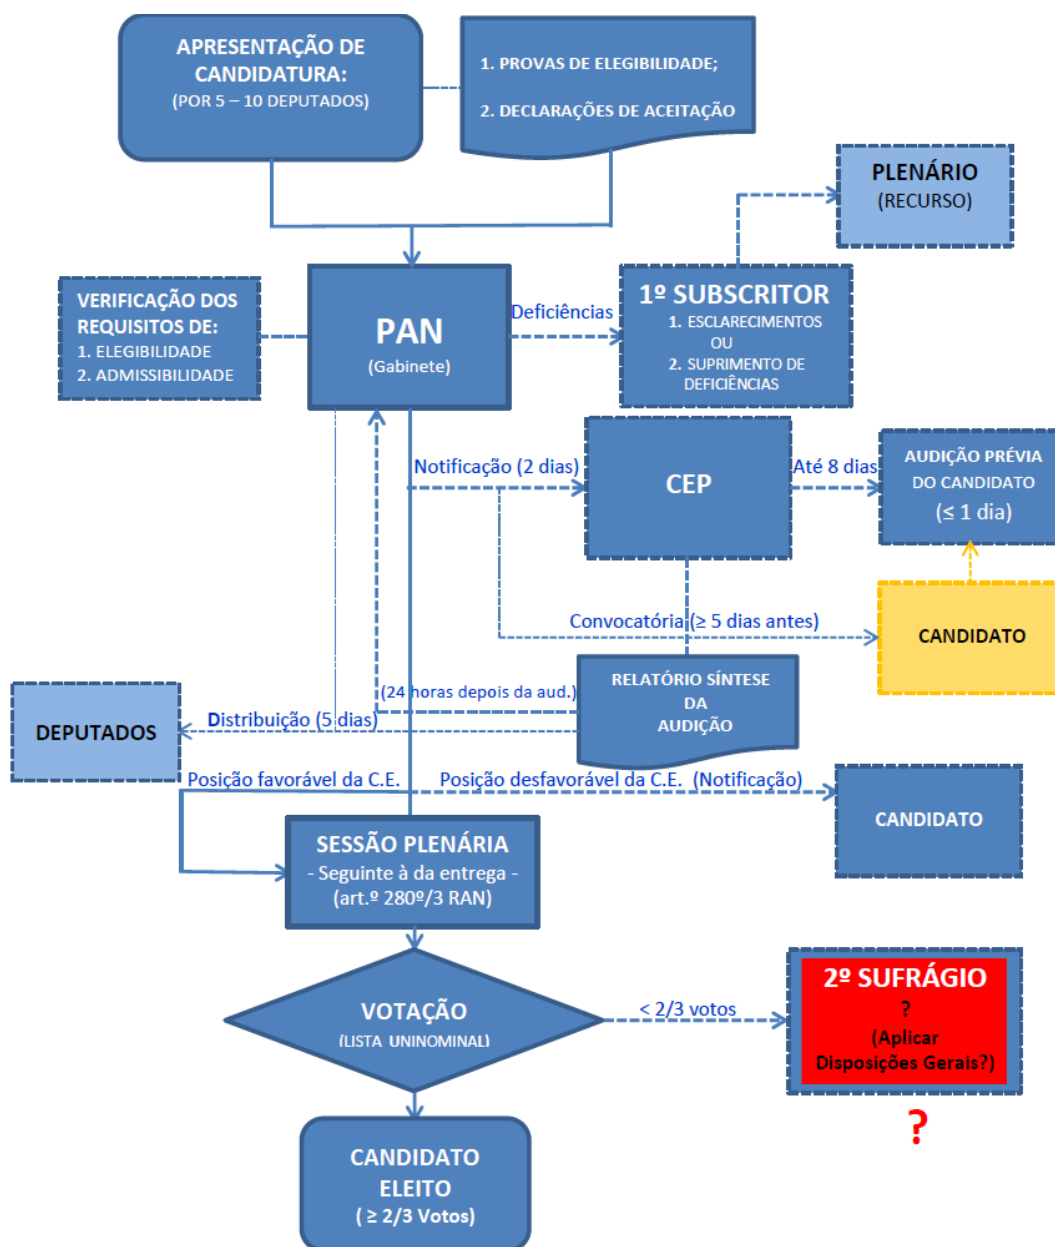 APRESENTAÇÃO DE
CANDIDATURA:
(POR 5 – 10 DEPUTADOS)
1. PROVAS DE ELEGIBILIDADE;
2. DECLARAÇÕES DE ACEITAÇÃO
PLENÁRIO
(RECURSO)
VERIFICAÇÃO DOS
REQUISITOS DE:
1. ELEGIBILIDADE
2. ADMISSIBILIDADE
PAN
(Gabinete)
Deficiências
1º SUBSCRITOR
1. ESCLARECIMENTOS
OU
2. SUPRIMENTO DE
DEFICIÊNCIAS
Notificação (2 dias)
CEP
Até 8 dias
AUDIÇÃO PRÉVIA
DO CANDIDATO
(≤ 1 dia)
Convocatória (≥ 5 dias antes)
CANDIDATO
RELATÓRIO SÍNTESE
DA
AUDIÇÃO
(24 horas depois da aud.)
DEPUTADOS
Distribuição (5 dias)
Posição favorável da C.E.
Posição desfavorável da C.E. (Notificação)
CANDIDATO
SESSÃO PLENÁRIA
- Seguinte à da entrega -
(art.º 280º/3 RAN)
VOTAÇÃO
(LISTA UNINOMINAL)
< 2/3 votos
2º SUFRÁGIO
?
(Aplicar
Disposições Gerais?)
?
CANDIDATO
ELEITO
( ≥ 2/3 Votos)